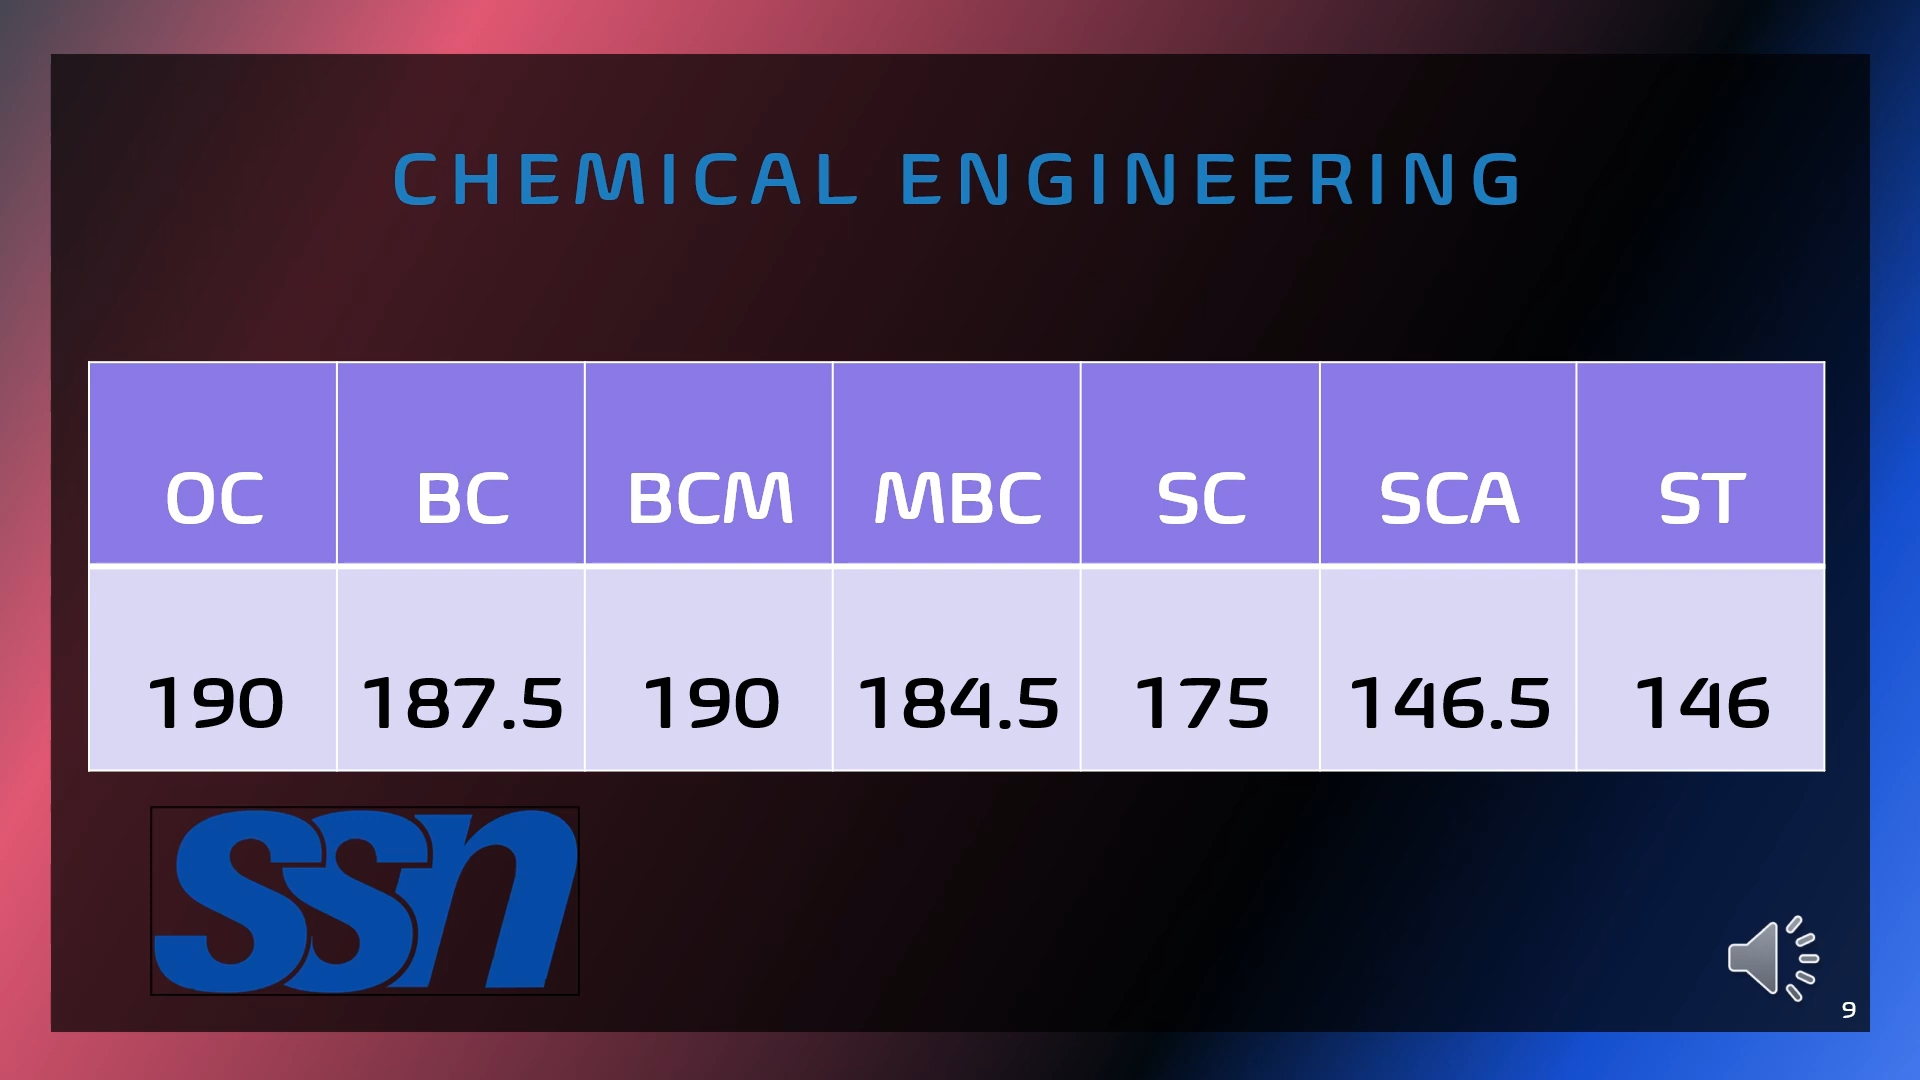 CHEMICAL ENGINEERING
OC BC BCM MBC SC SCA ST
190 187.5 190 184.5 175 146.5 146
ssn
9